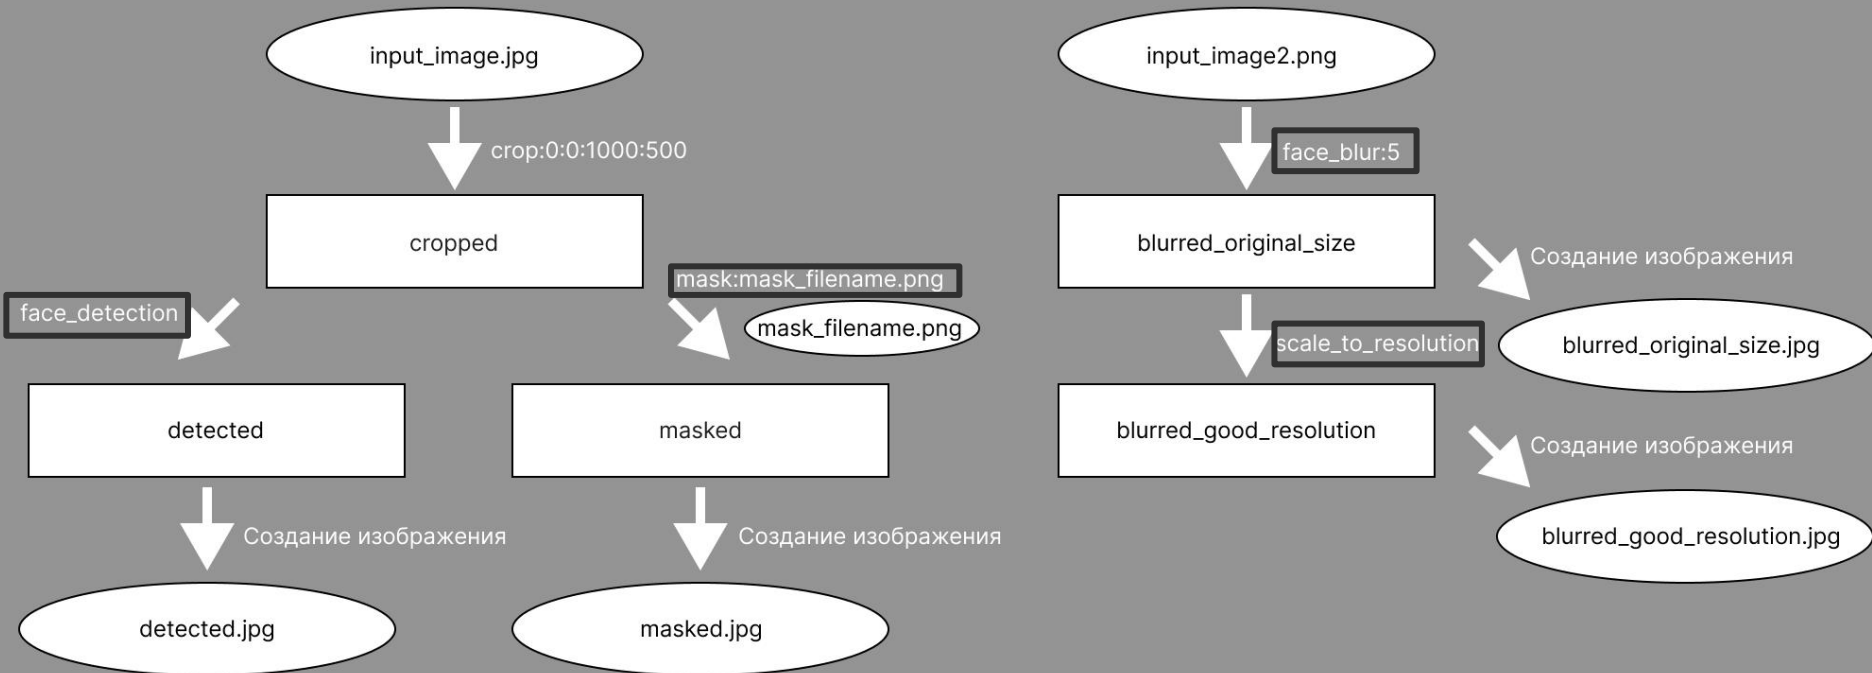 input_image.jpg
crop:0:0:1000:500
cropped
face_detection
mask:mask_filename.png
mask_filename.png
detected
masked
Создание изображения
Создание изображения
detected.jpg
masked.jpg
input_image2.png
face_blur:5
blurred_original_size
Создание изображения
scale_to_resolution
blurred_original_size.jpg
blurred_good_resolution
Создание изображения
blurred_good_resolution.jpg